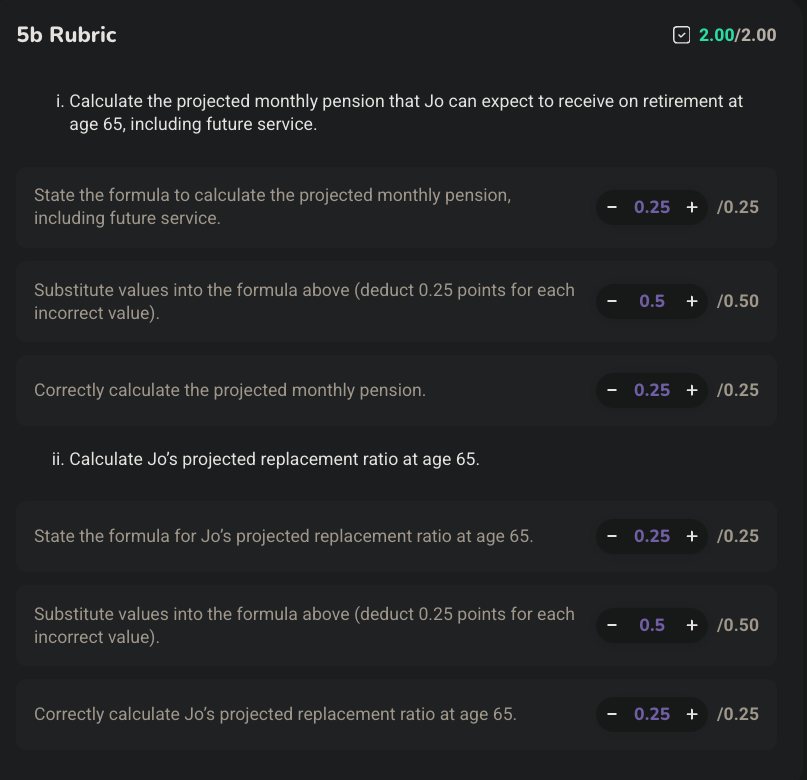 5b Rubric
2.00/2.00
i. Calculate the projected monthly pension that Jo can expect to receive on retirement at
age 65, including future service.
State the formula to calculate the projected monthly pension,
including future service.
− 0.25 + /0.25
Substitute values into the formula above (deduct 0.25 points for each
incorrect value).
− 0.5 + /0.50
Correctly calculate the projected monthly pension.
− 0.25 + /0.25
ii. Calculate Jo’s projected replacement ratio at age 65.
State the formula for Jo’s projected replacement ratio at age 65.
− 0.25 + /0.25
Substitute values into the formula above (deduct 0.25 points for each
incorrect value).
− 0.5 + /0.50
Correctly calculate Jo’s projected replacement ratio at age 65.
− 0.25 + /0.25